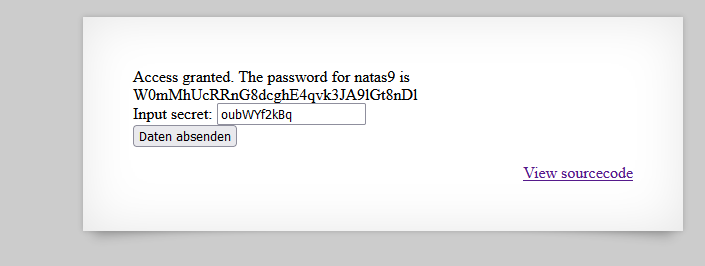 Access granted. The password for natas9 is
W0mMhUcRRnG8dcghE4qvk3JA9lGt8nDl
Input secret: oubWYf2kBq
Daten absenden
View sourcecode